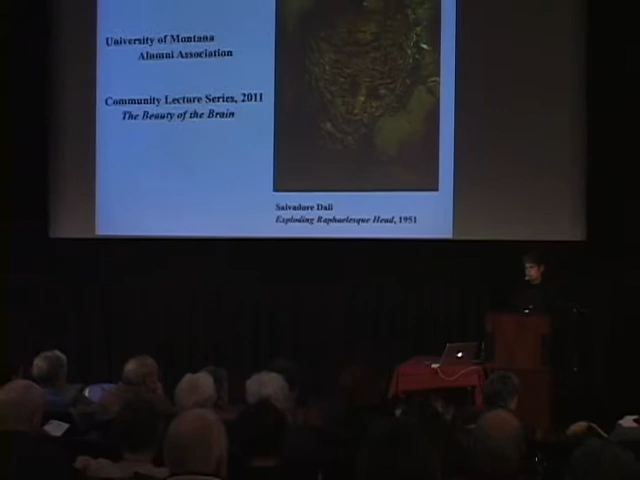 University of Montana
Alumni Association
Community Lecture Series, 2011
The Beauty of the Brain
Salvadore Dali
Exploding Raphaelesque Head, 1951